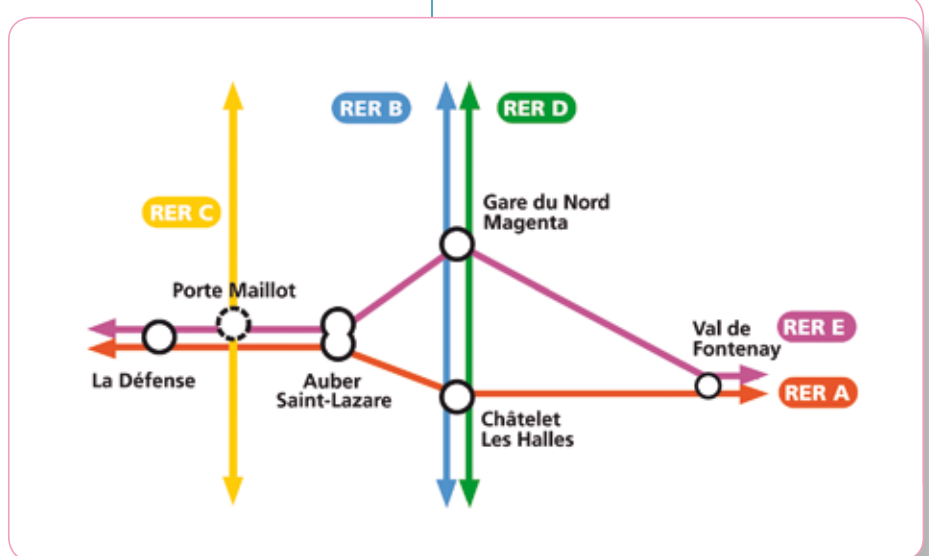 RER B
RER D
RER C
Gare du Nord
Magenta
Porte Maillot
La Défense
Auber
Saint-Lazare
Val de
Fontenay
RER E
RER A
Châtelet
Les Halles